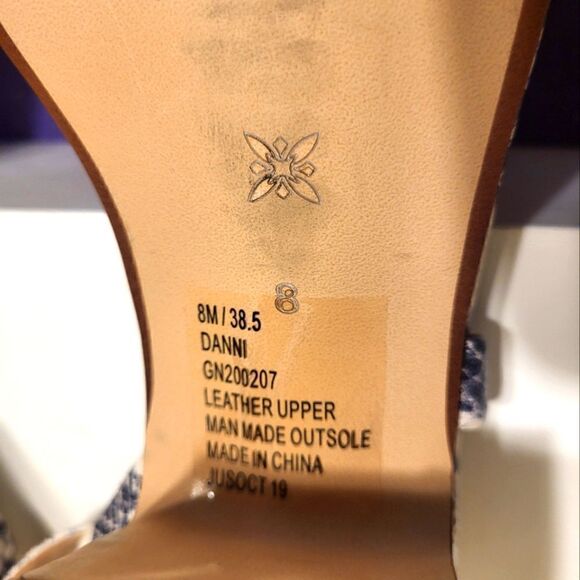 8
8M / 38.5
DANNI
GN200207
LEATHER UPPER
MAN MADE OUTSOLE
MADE IN CHINA
JUSOCT 19